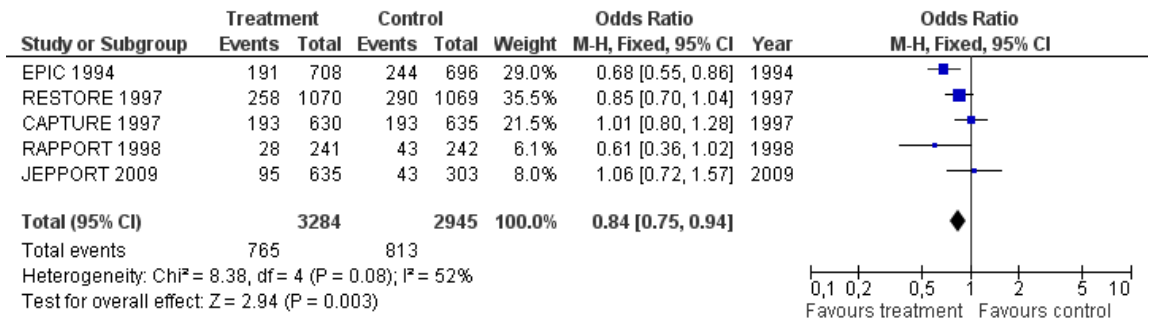 Treatment Control Odds Ratio Odds Ratio
Study or Subgroup Events Total Events Total Weight M-H, Fixed, 95% CI Year M-H, Fixed, 95% CI
EPIC 1994 191 708 244 696 29.0% 0.68 [0.55, 0.86] 1994
RESTORE 1997 258 1070 290 1069 35.5% 0.85 [0.70, 1.04] 1997
CAPTURE 1997 193 630 193 635 21.5% 1.01 [0.80, 1.28] 1997
RAPPORT 1998 28 241 43 242 6.1% 0.61 [0.36, 1.02] 1998
JEPPORT 2009 95 635 43 303 8.0% 1.06 [0.72, 1.57] 2009
Total (95% CI) 3284 2945 100.0% 0.84 [0.75, 0.94]
Total events 765 813
Heterogeneity: Chi² = 8.38, df = 4 (P = 0.08); I² = 52%
Test for overall effect: Z = 2.94 (P = 0.003)
0,1 0,2 0,5 1 2 5 10
Favours treatment Favours control